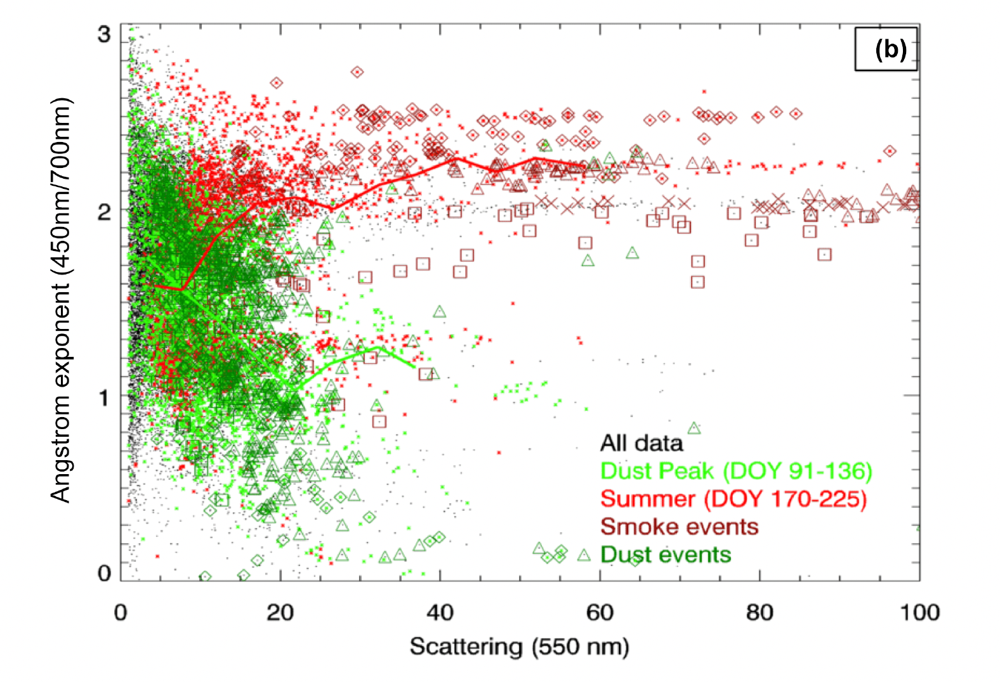 (b)
3
2
1
0
Angstrom exponent (450nm/700nm)
All data
Dust Peak (DOY 91-136)
Summer (DOY 170-225)
Smoke events
Dust events
0 20 40 60 80 100
Scattering (550 nm)